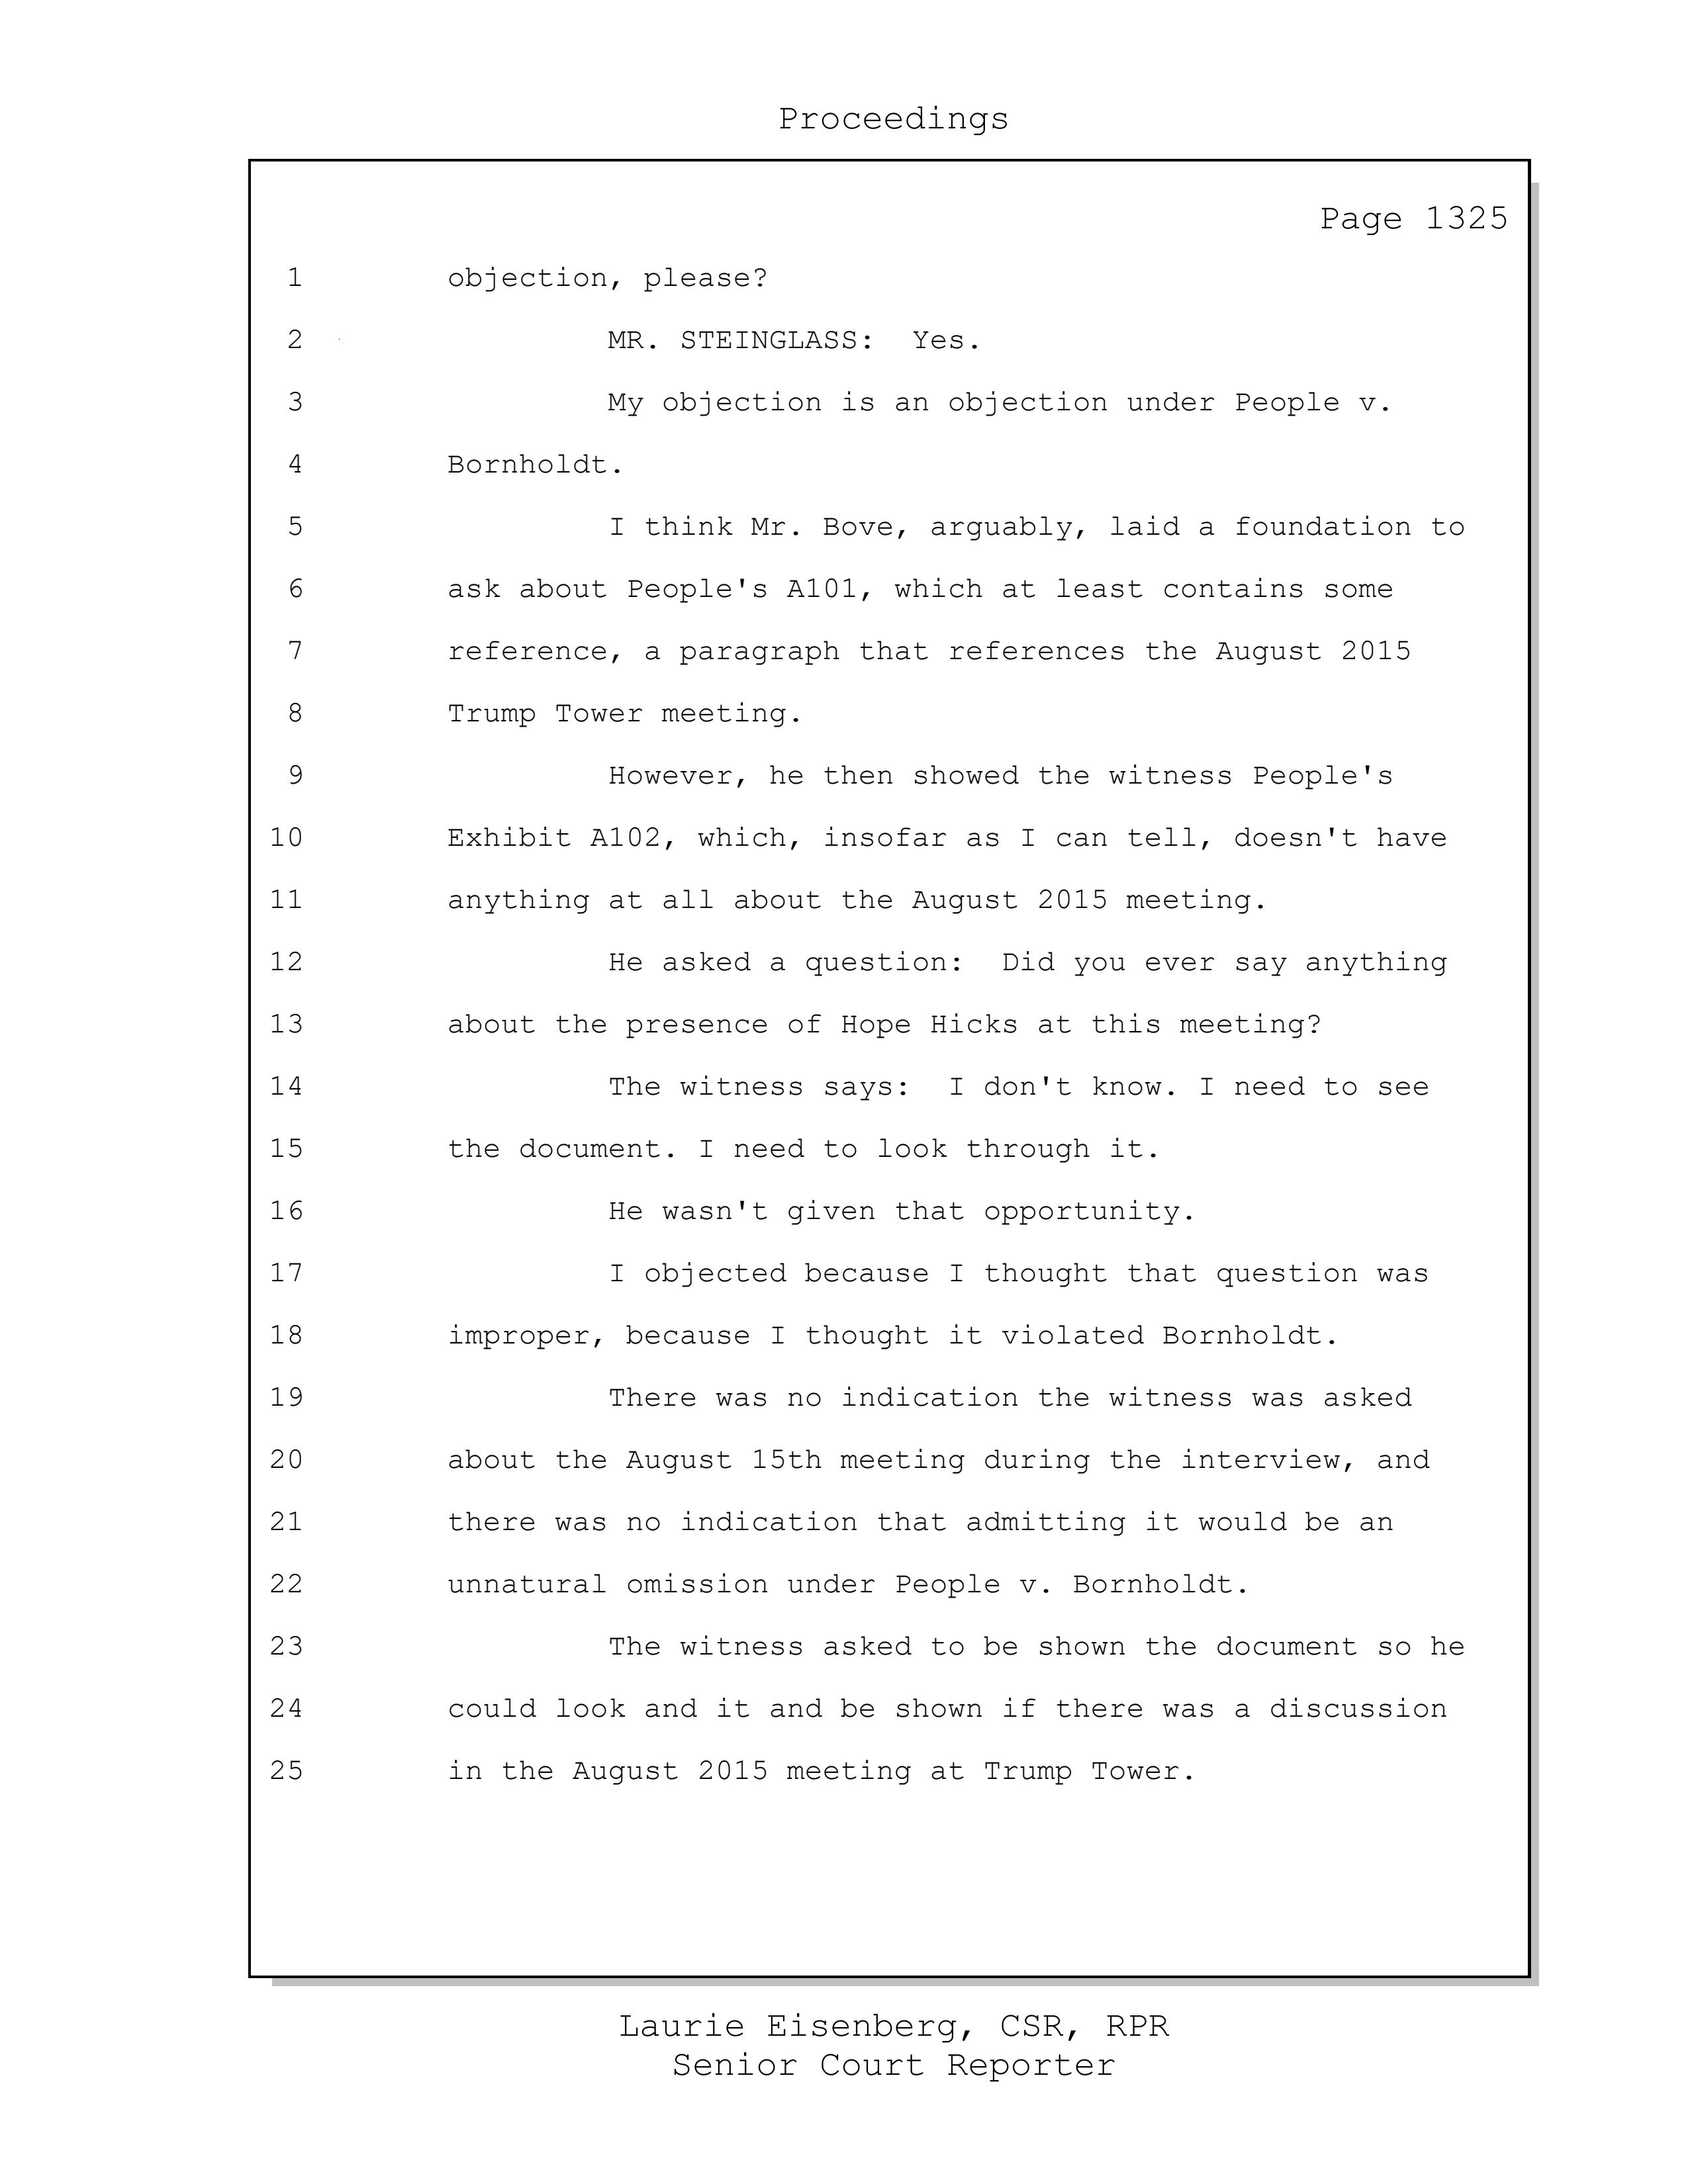 Proceedings
Page 1325
1 objection, please?
2 MR. STEINGLASS: Yes.
3 My objection is an objection under People v.
4 Bornholdt.
5 I think Mr. Bove, arguably, laid a foundation to
6 ask about People's A101, which at least contains some
7 reference, a paragraph that references the August 2015
8 Trump Tower meeting.
9 However, he then showed the witness People's
10 Exhibit A102, which, insofar as I can tell, doesn't have
11 anything at all about the August 2015 meeting.
12 He asked a question: Did you ever say anything
13 about the presence of Hope Hicks at this meeting?
14 The witness says: I don't know. I need to see
15 the document. I need to look through it.
16 He wasn't given that opportunity.
17 I objected because I thought that question was
18 improper, because I thought it violated Bornholdt.
19 There was no indication the witness was asked
20 about the August 15th meeting during the interview, and
21 there was no indication that admitting it would be an
22 unnatural omission under People v. Bornholdt.
23 The witness asked to be shown the document so he
24 could look and it and be shown if there was a discussion
25 in the August 2015 meeting at Trump Tower.
Laurie Eisenberg, CSR, RPR
Senior Court Reporter